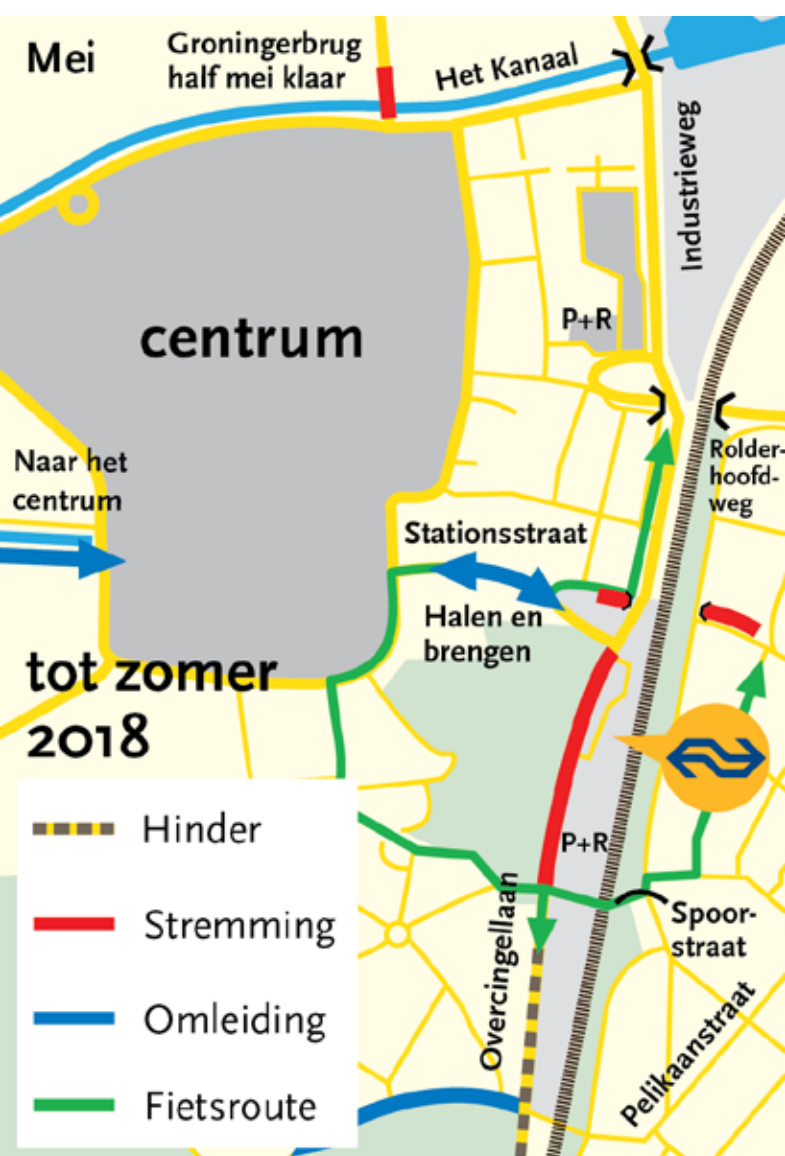 Mei
Groningerbrug
half mei klaar
Het Kanaal
Industrieweg
centrum
P+R
Naar het
centrum
Rolder-
hoofd-
weg
Stationsstraat
Halen en
brengen
tot zomer
2018
Hinder
Stremming
Omleiding
Fietsroute
P+R
Overcingellaan
Spoor-
straat
Pelikaanstraat